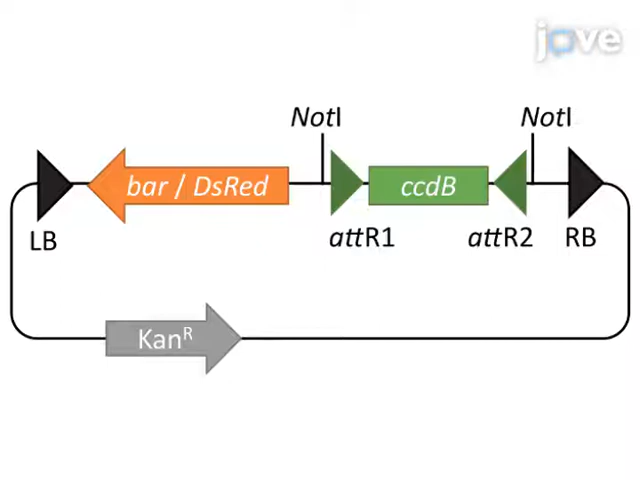 jove
NotI
NotI
bar / DsRed
ccdB
LB
attR1
attR2
RB
Kanᴿ